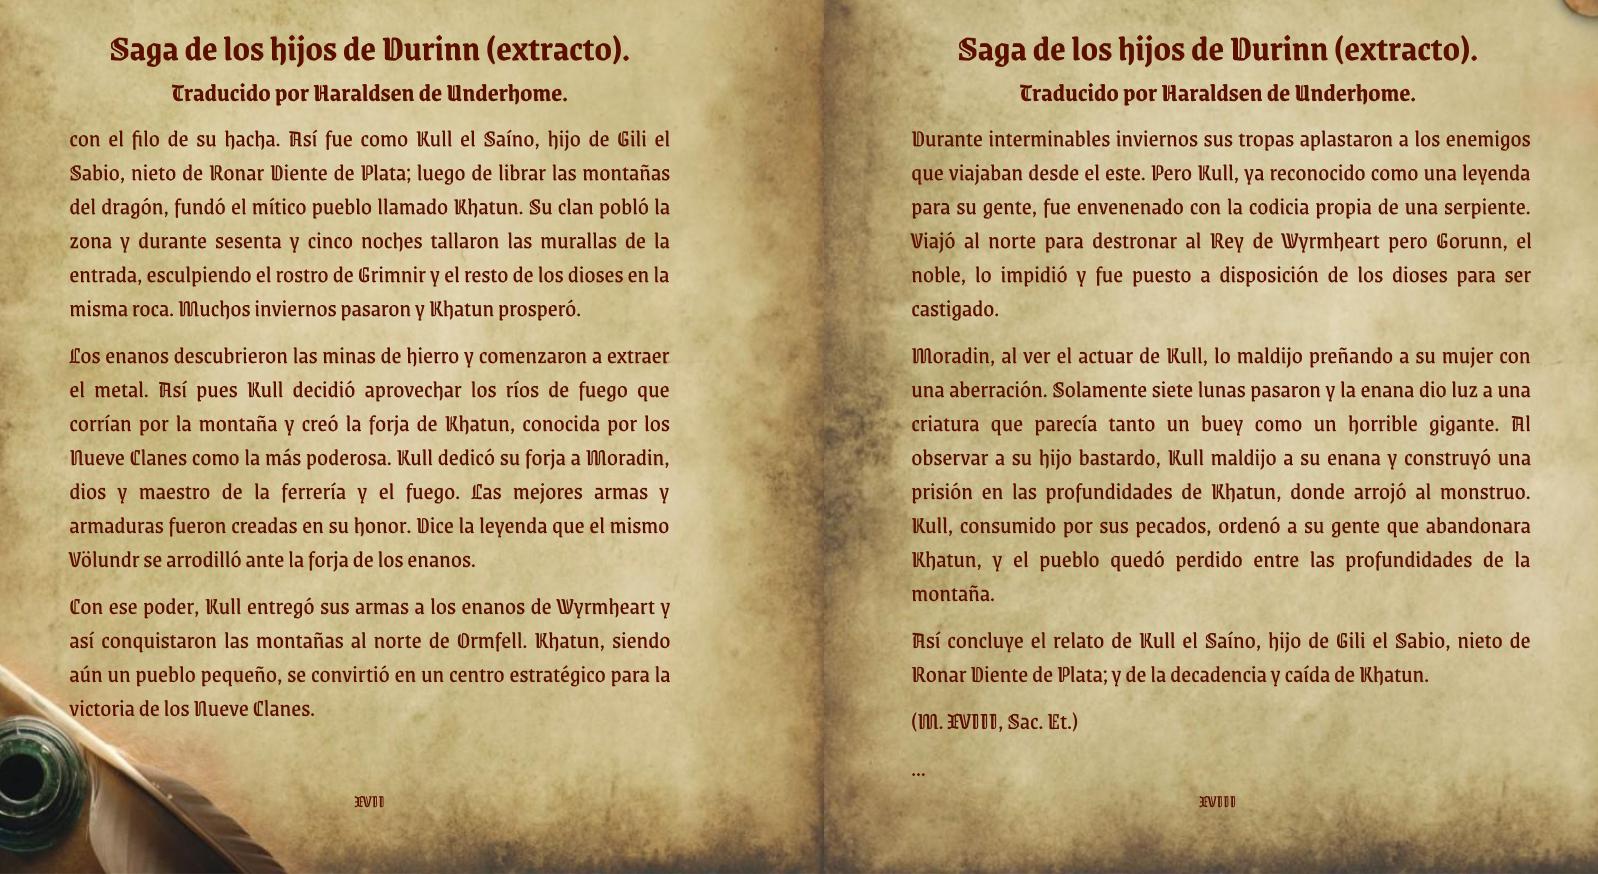 Saga de los hijos de Durinn (extracto).
Traducido por Haraldsen de Underhome.
con el filo de su hacha. Así fue como Kull el Saíno, hijo de Gili el
Sabio, nieto de Ronar Diente de Plata; luego de librar las montañas
del dragón, fundó el mítico pueblo llamado Khatun. Su clan pobló la
zona y durante sesenta y cinco noches tallaron las murallas de la
entrada, esculpiendo el rostro de Grimnir y el resto de los dioses en la
misma roca. Muchos inviernos pasaron y Khatun prosperó.
Los enanos descubrieron las minas de hierro y comenzaron a extraer
el metal. Así pues Kull decidió aprovechar los ríos de fuego que
corrían por la montaña y creó la forja de Khatun, conocida por los
Nueve Clanes como la más poderosa. Kull dedicó su forja a Moradin,
dios y maestro de la ferrería y el fuego. Las mejores armas y
armaduras fueron creadas en su honor. Dice la leyenda que el mismo
Völundr se arrodilló ante la forja de los enanos.
Con ese poder, Kull entregó sus armas a los enanos de Wyrmheart y
así conquistaron las montañas al norte de Ormfell. Khatun, siendo
aún un pueblo pequeño, se convirtió en un centro estratégico para la
victoria de los Nueve Clanes.
XVII
Saga de los hijos de Durinn (extracto).
Traducido por Haraldsen de Underhome.
Durante interminables inviernos sus tropas aplastaron a los enemigos
que viajaban desde el este. Pero Kull, ya reconocido como una leyenda
para su gente, fue envenenado con la codicia propia de una serpiente.
Viajó al norte para destronar al Rey de Wyrmheart pero Gorunn, el
noble, lo impidió y fue puesto a disposición de los dioses para ser
castigado.
Moradin, al ver el actuar de Kull, lo maldijo preñando a su mujer con
una aberración. Solamente siete lunas pasaron y la enana dio luz a una
criatura que parecía tanto un buey como un horrible gigante. Al
observar a su hijo bastardo, Kull maldijo a su enana y construyó una
prisión en las profundidades de Khatun, donde arrojó al monstruo.
Kull, consumido por sus pecados, ordenó a su gente que abandonara
Khatun, y el pueblo quedó perdido entre las profundidades de la
montaña.
Así concluye el relato de Kull el Saíno, hijo de Gili el Sabio, nieto de
Ronar Diente de Plata; y de la decadencia y caída de Khatun.
(M. XVIII, Sac. Et.)
...
XVIII